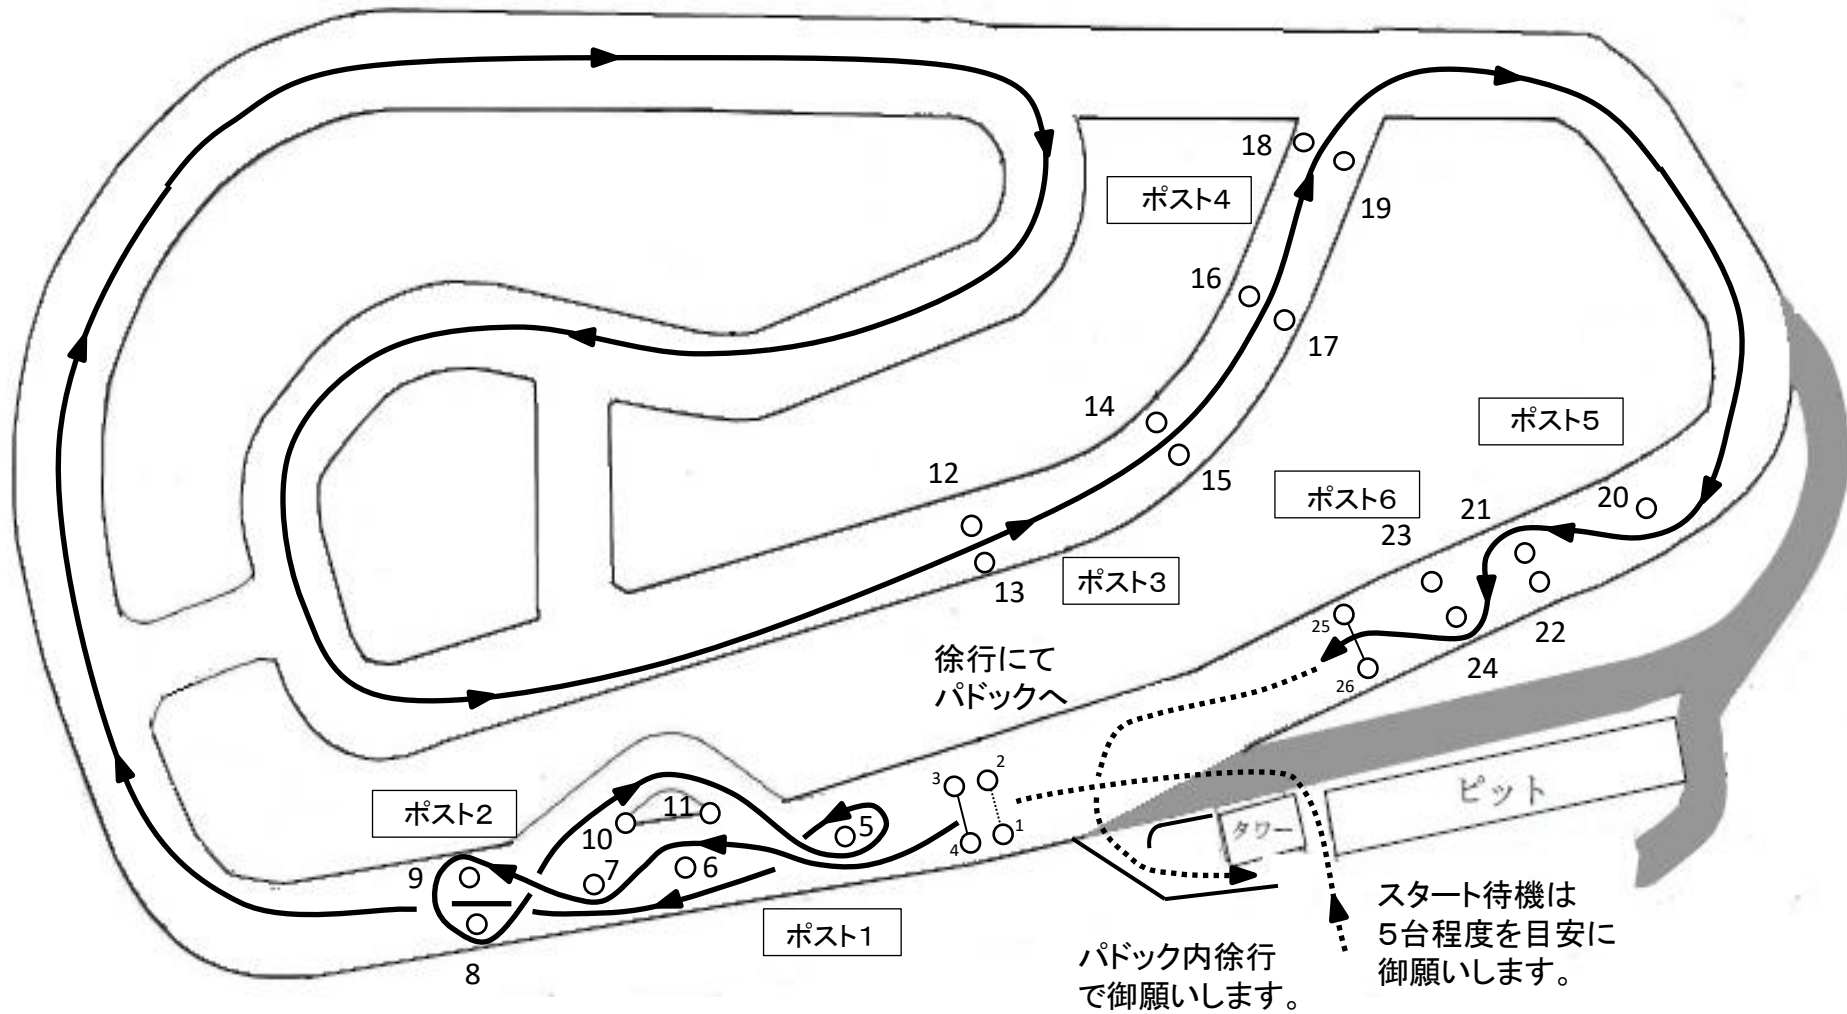 18
ポスト4
19
16
17
14
ポスト5
12
15
ポスト6
20
21
23
13
ポスト3
25
22
24
26
徐行にて
パドックへ
3
2
ピット
ポスト2
11
10
5
1
4
タワー
9
7
6
8
ポスト1
スタート待機は
5台程度を目安に
御願いします。
パドック内徐行
で御願いします。